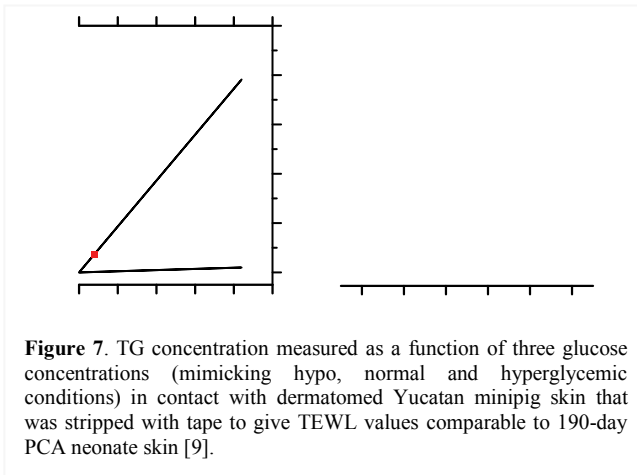 Figure 7. TG concentration measured as a function of three glucose
concentrations (mimicking hypo, normal and hyperglycemic
conditions) in contact with dermatomed Yucatan minipig skin that
was stripped with tape to give TEWL values comparable to 190-day
PCA neonate skin [9].